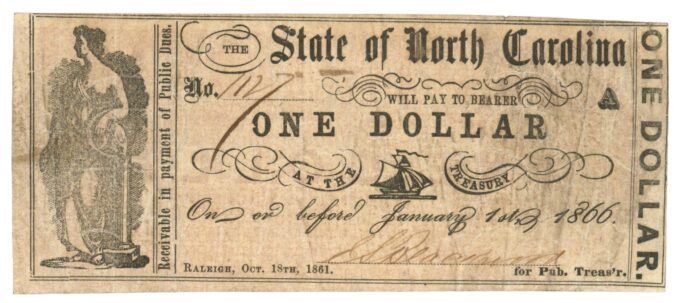 Receivable in payment of Public Dues.
THE State of North Carolina
No.
WILL PAY TO BEARER
A
ONE DOLLAR
AT THE TREASURY
On or before January 1st, 1866.
RALEIGH, OCT. 18TH, 1861.
for Pub. Treas'r.
ONE DOLLAR.